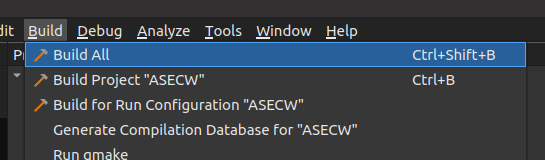 dit Build Debug Analyze Tools Window Help
Pr
Build All Ctrl+Shift+B
Build Project "ASECW" Ctrl+B
Build for Run Configuration "ASECW"
Generate Compilation Database for "ASECW"
Run qmake